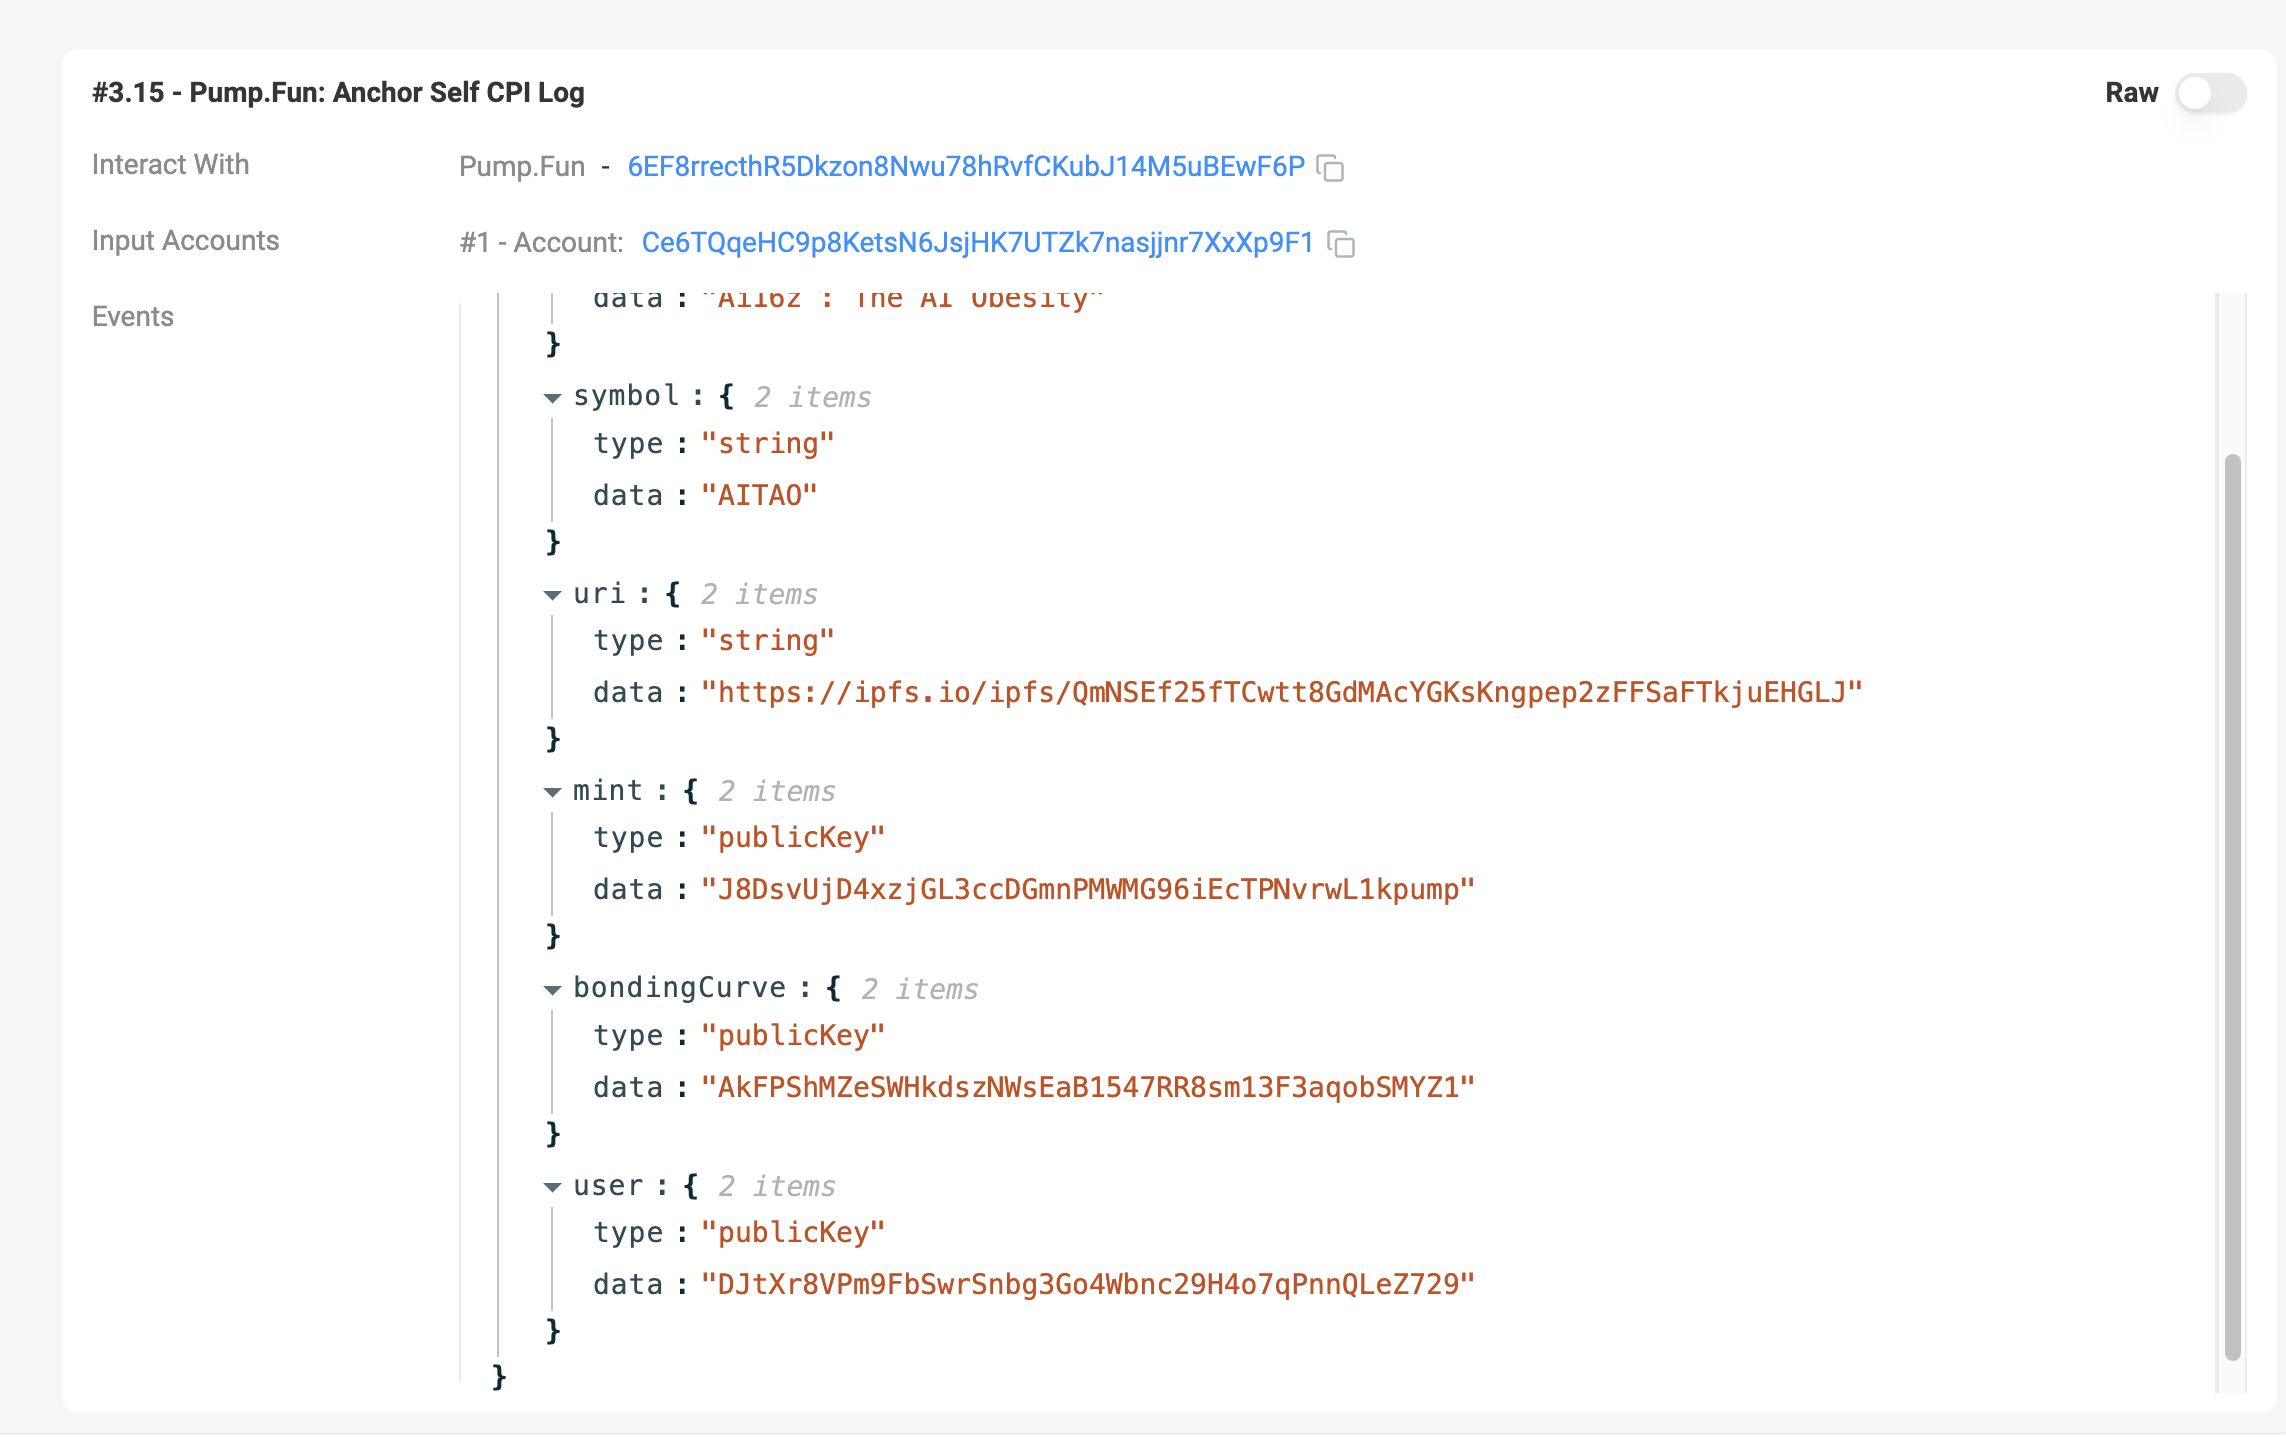 #3.15 - Pump.Fun: Anchor Self CPI Log
Raw
Interact With
Pump.Fun - 6EF8rrecthR5Dkzon8Nwu78hRvfCKubJ14M5uBEwF6P
Input Accounts
#1 - Account: Ce6TQqeHC9p8KetsN6JsjHK7UTZk7nasjjnr7XxXp9F1
Events
data : "Ai16z : The AI Obesity"
}
symbol : { 2 items
type : "string"
data : "AITAO"
}
uri : { 2 items
type : "string"
data : "https://ipfs.io/ipfs/QmNSEf25fTCwtt8GdMAcYGKsKngpep2zFFSaFTkjuEHGLJ"
}
mint : { 2 items
type : "publicKey"
data : "J8DsvUjD4xzjGL3ccDGmnPMWMG96iEcTPNvrwL1kpump"
}
bondingCurve : { 2 items
type : "publicKey"
data : "AkFPShMZeSWHkdszNWsEaB1547RR8sm13F3aqobSMYZ1"
}
user : { 2 items
type : "publicKey"
data : "DJtXr8VPm9FbSwrSnbg3Go4Wbnc29H4o7qPnnQLeZ729"
}
}